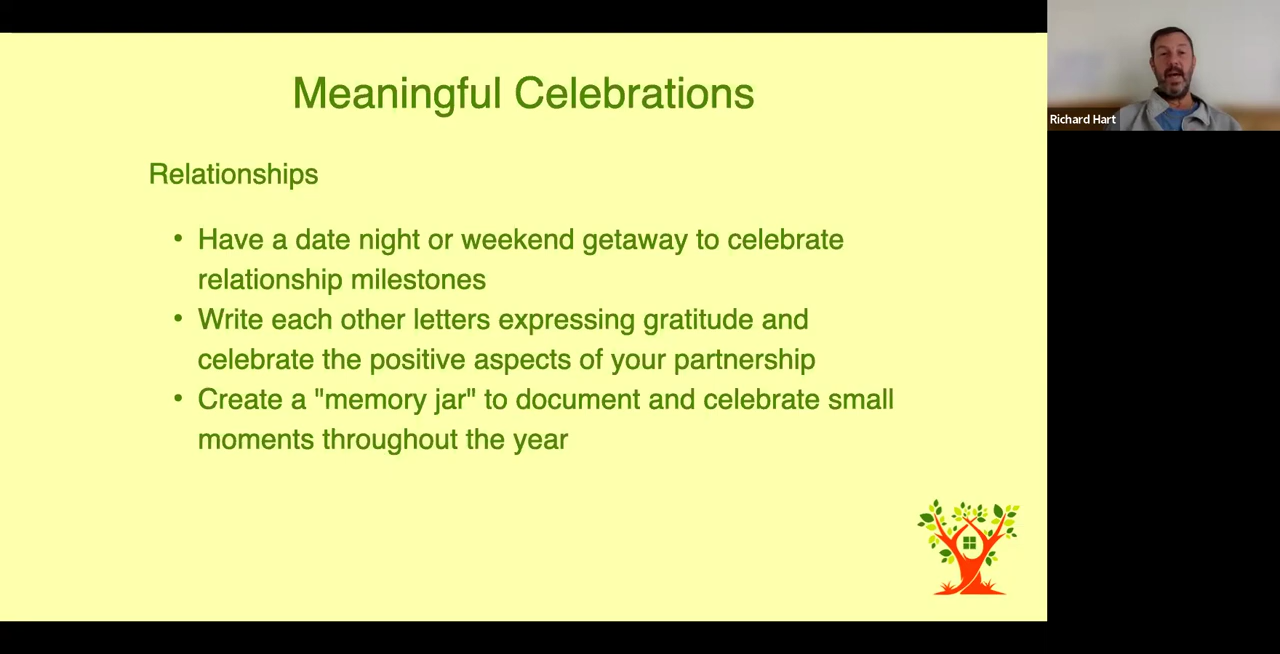 Meaningful Celebrations
Richard Hart
Relationships
• Have a date night or weekend getaway to celebrate
relationship milestones
• Write each other letters expressing gratitude and
celebrate the positive aspects of your partnership
• Create a "memory jar" to document and celebrate small
moments throughout the year